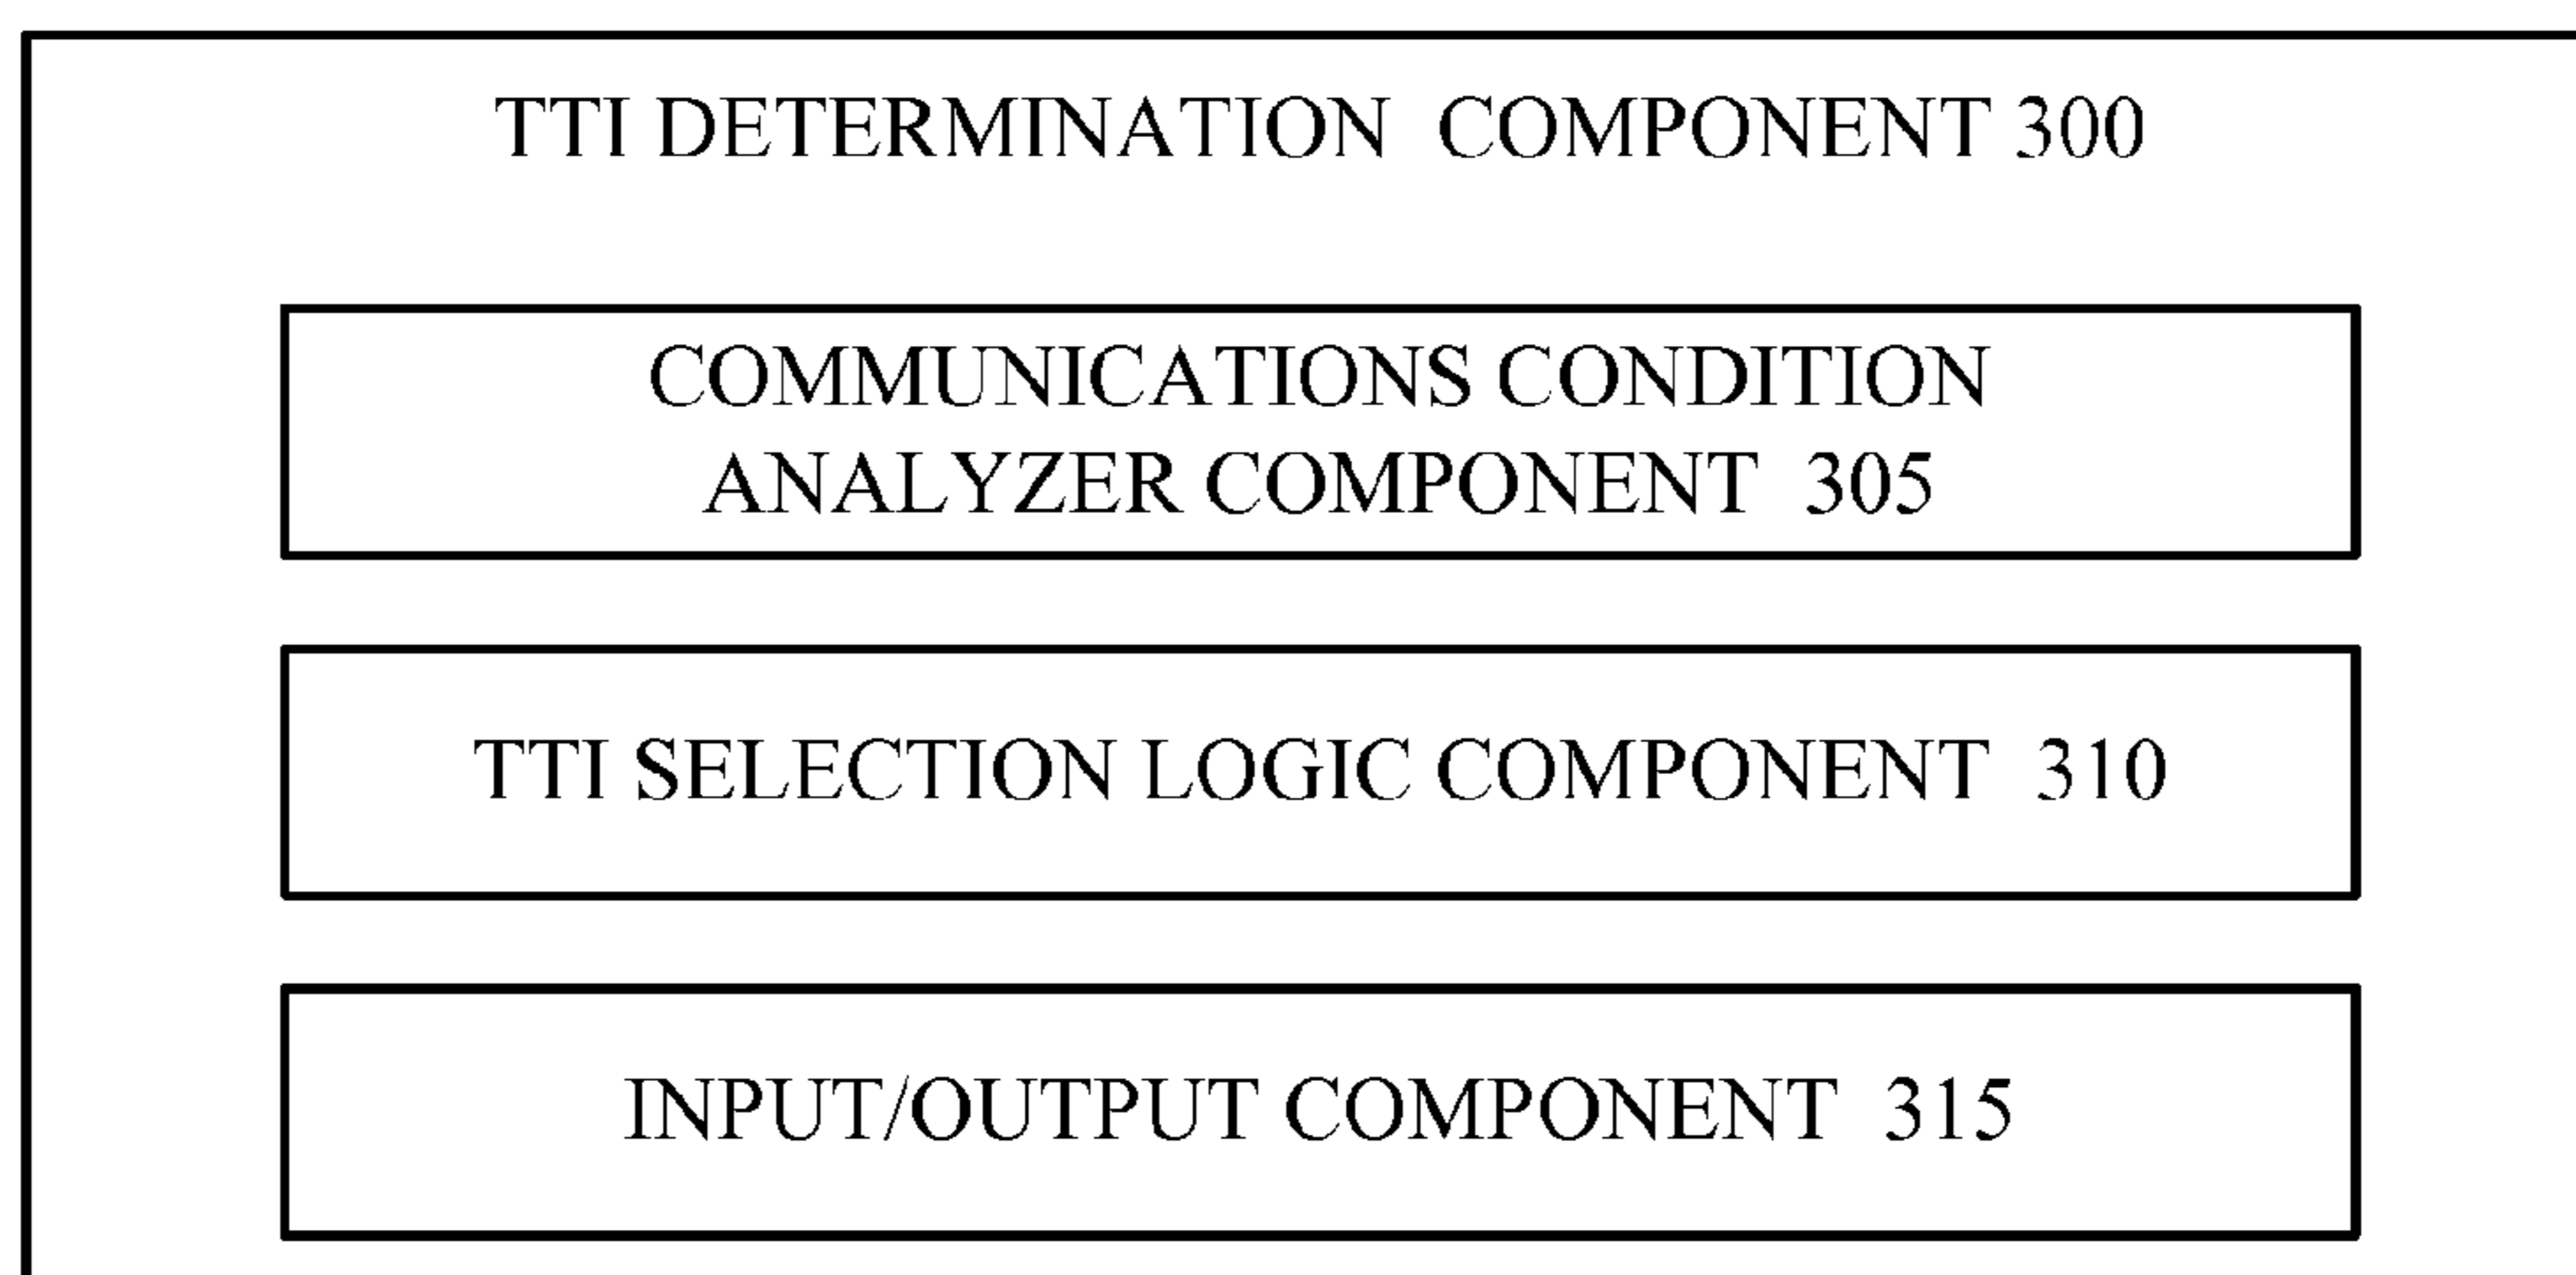 TTI DETERMINATION COMPONENT 300
COMMUNICATIONS CONDITION
ANALYZER COMPONENT 305
TTI SELECTION LOGIC COMPONENT 310
INPUT/OUTPUT COMPONENT 315